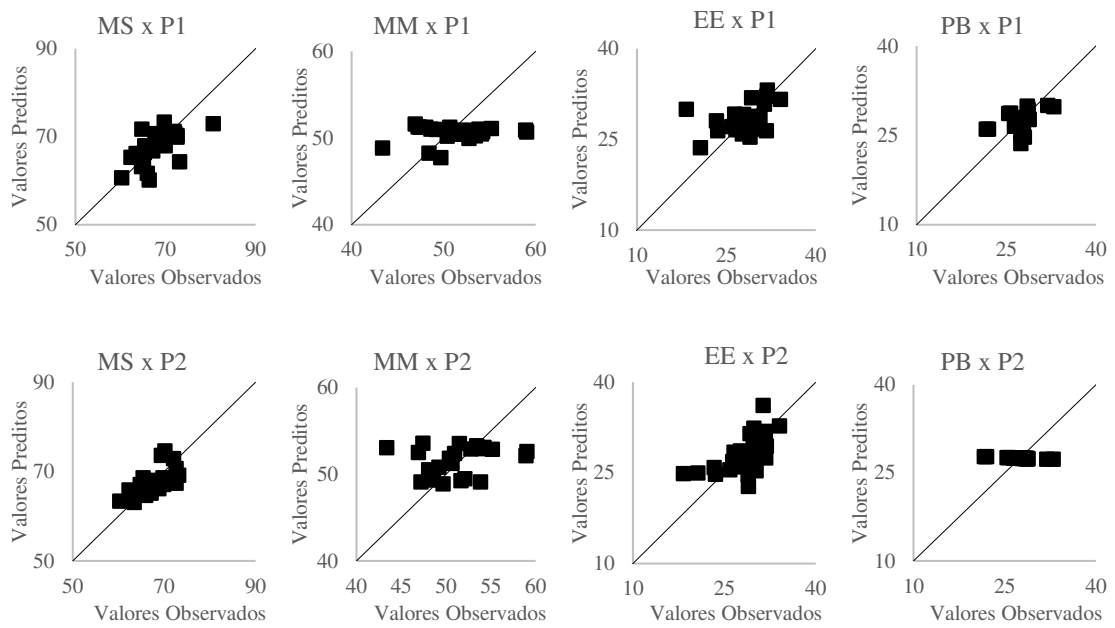 MS x P1
MM x P1
EE x P1
PB x P1
Valores Preditos
90
70
50
50 70 90
Valores Observados
Valores Preditos
60
50
40
40 50 60
Valores Observados
Valores Preditos
40
25
10
10 25 40
Valores Observados
Valores Preditos
40
25
10
10 25 40
Valores Observados
MS x P2
MM x P2
EE x P2
PB x P2
Valores Preditos
90
70
50
50 70 90
Valores Observados
Valores Preditos
60
50
40
40 45 50 55 60
Valores Observados
Valores Preditos
40
25
10
10 25 40
Valores Observados
Valores Preditos
40
25
10
10 25 40
Valores Observados